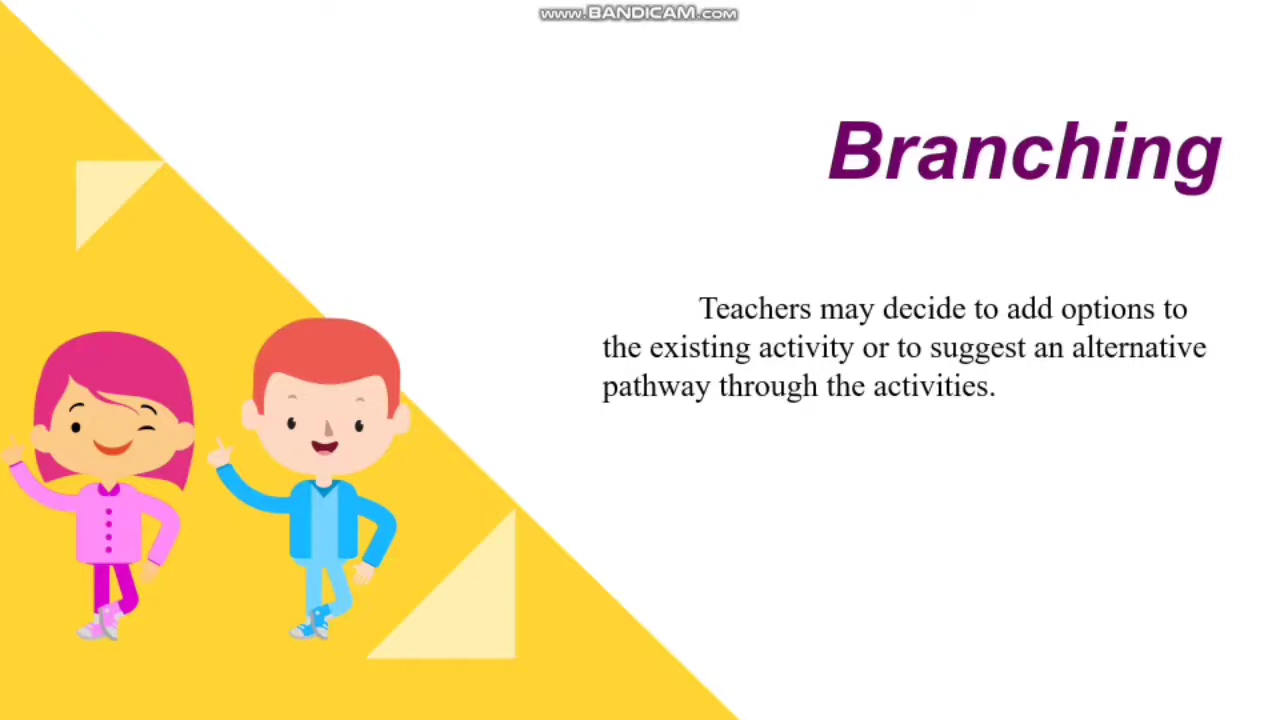 www.BANDICAM.com
Branching
Teachers may decide to add options to
the existing activity or to suggest an alternative
pathway through the activities.